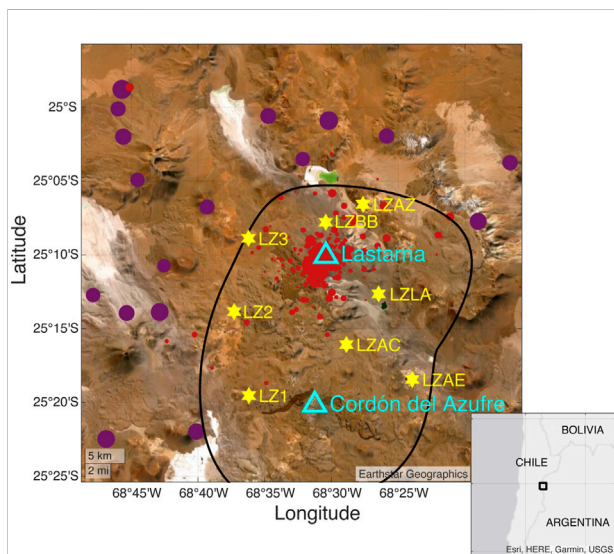 25°S
25°05'S
25°10'S
25°15'S
25°20'S
25°25'S
Latitude
LZAZ
LZBB
LZ3
Lastarria
LZLA
LZ2
LZAC
LZAE
LZ1
Cordón del Azufre
5 km
2 mi
Earthstar Geographics
68°45'W 68°40'W 68°35'W 68°30'W 68°25'W
Longitude
BOLIVIA
CHILE
ARGENTINA
Esri, HERE, Garmin, USGS